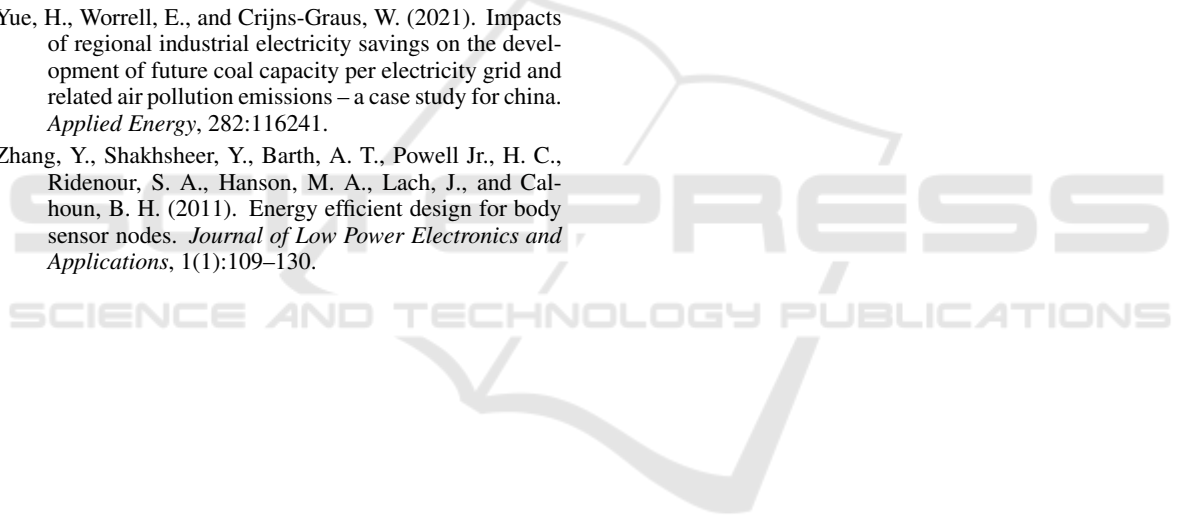 Yue, H., Worrell, E., and Crijns-Graus, W. (2021). Impacts
of regional industrial electricity savings on the devel-
opment of future coal capacity per electricity grid and
related air pollution emissions – a case study for china.
Applied Energy, 282:116241.
Zhang, Y., Shakhsheer, Y., Barth, A. T., Powell Jr., H. C.,
Ridenour, S. A., Hanson, M. A., Lach, J., and Cal-
houn, B. H. (2011). Energy efficient design for body
sensor nodes. Journal of Low Power Electronics and
Applications, 1(1):109–130.
SCITEPRESS
SCIENCE AND TECHNOLOGY PUBLICATIONS